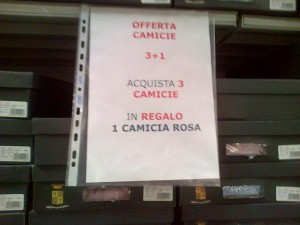 OFFERTA
CAMICIE
3+1
ACQUISTA 3
CAMICIE
IN REGALO
1 CAMICIA ROSA